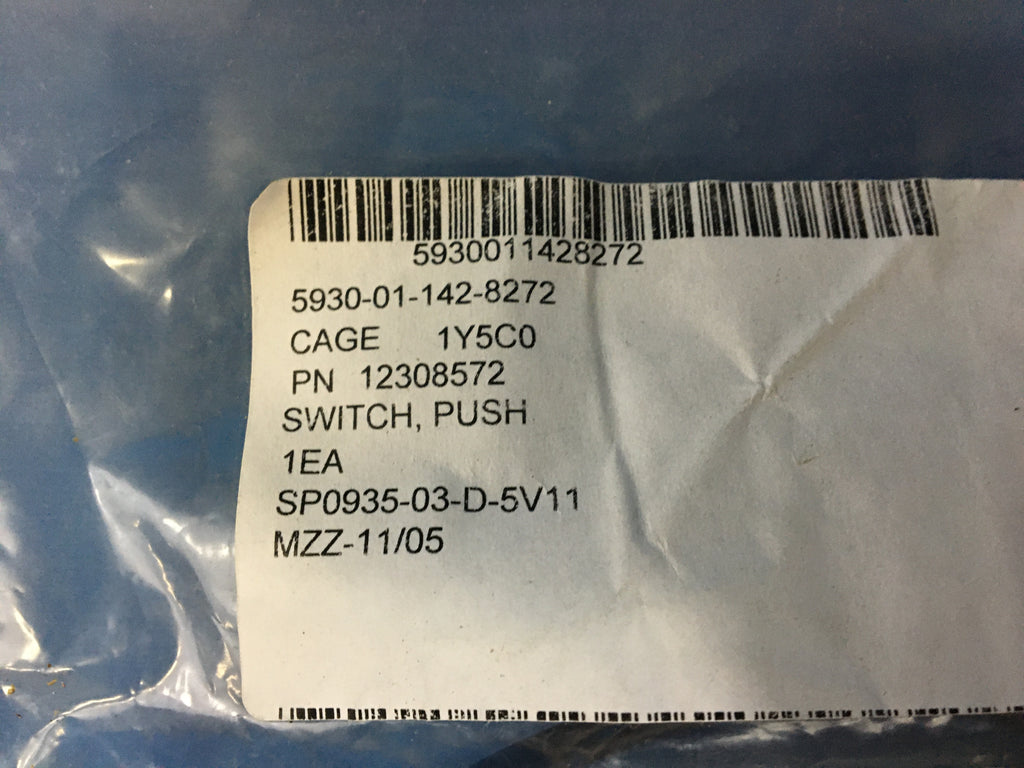 5930011428272
5930-01-142-8272
CAGE 1Y5C0
PN 12308572
SWITCH, PUSH
1EA
SP0935-03-D-5V11
MZZ-11/05